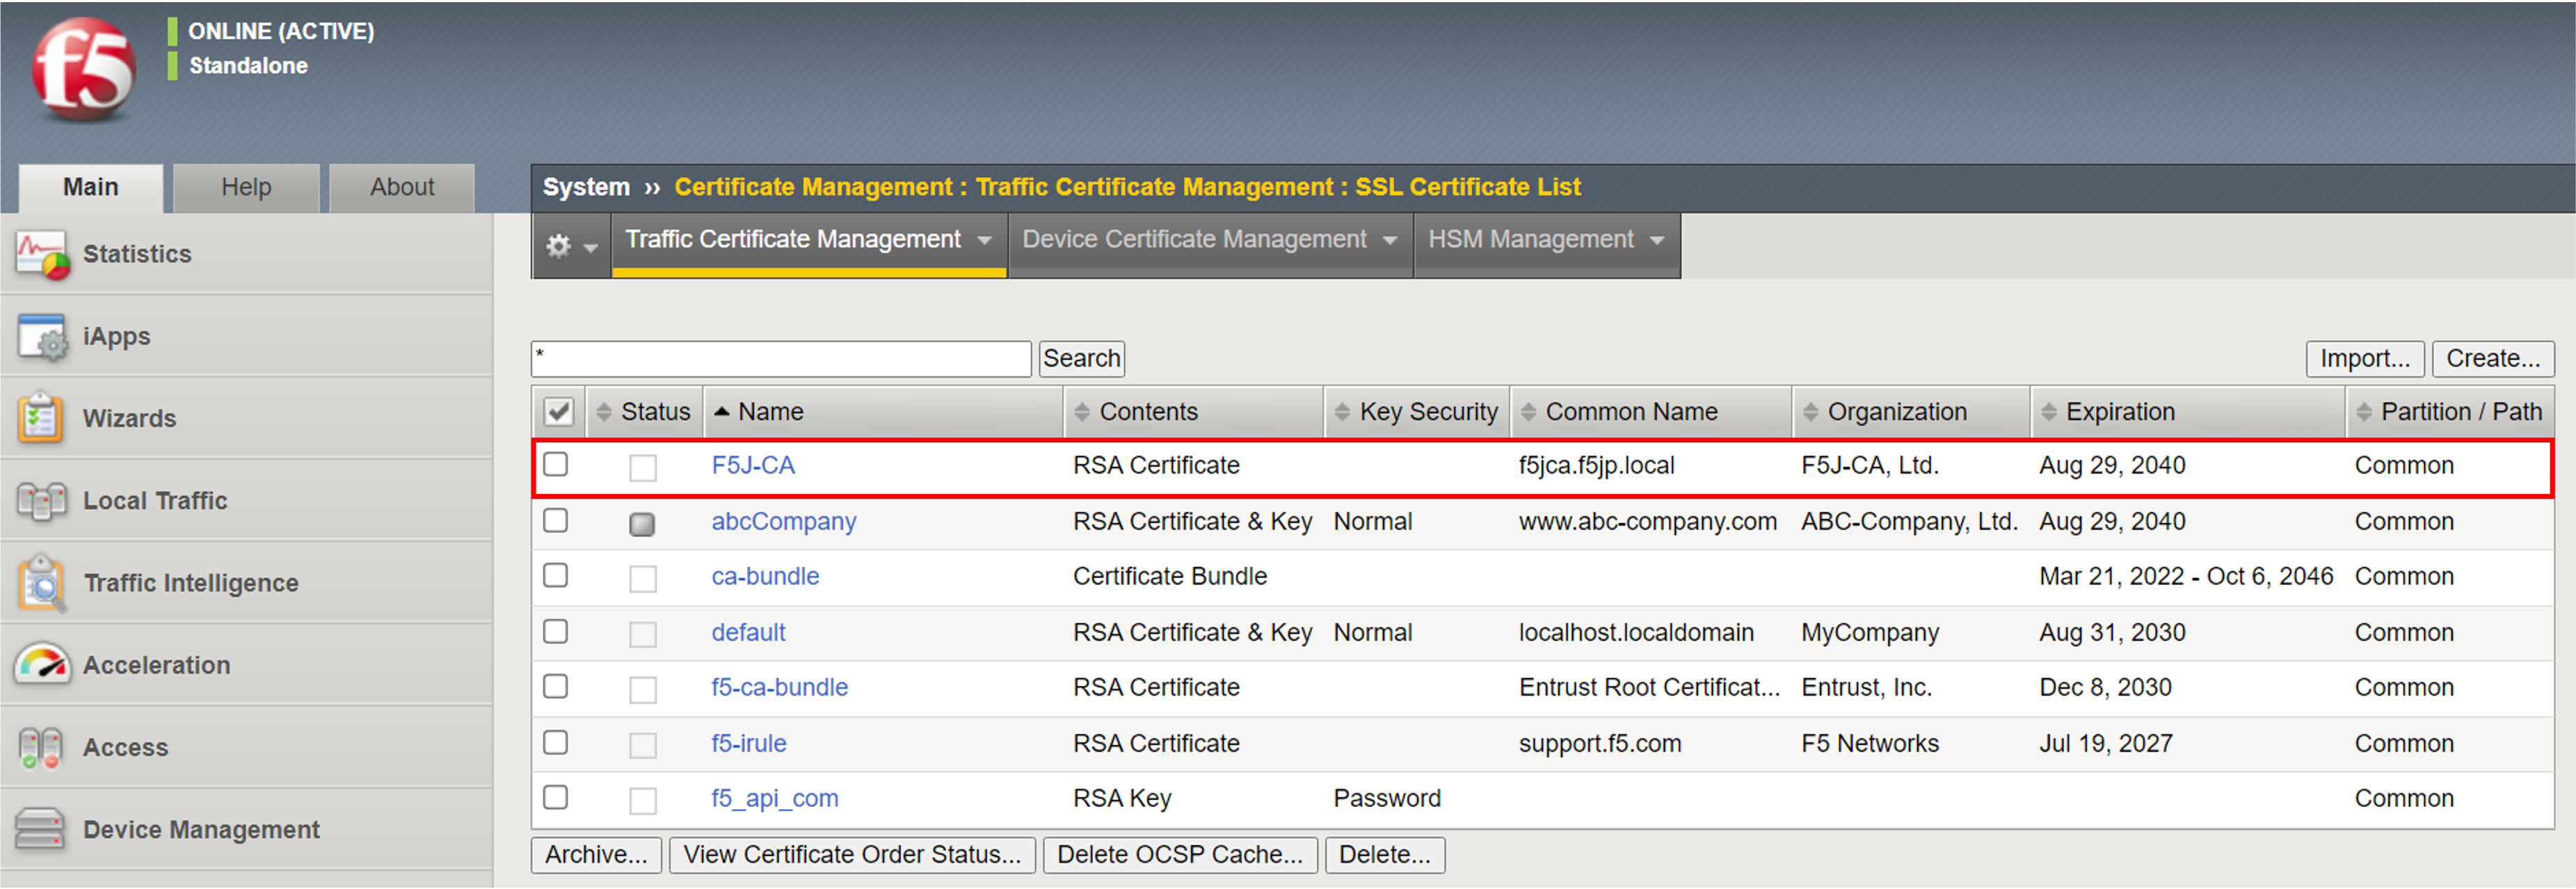 f5
ONLINE (ACTIVE)
Standalone
Main Help About
System ›› Certificate Management : Traffic Certificate Management : SSL Certificate List
Traffic Certificate Management Device Certificate Management HSM Management
Statistics
iApps
Wizards
Local Traffic
Traffic Intelligence
Acceleration
Access
Device Management
* Search Import... Create...
Status Name Contents Key Security Common Name Organization Expiration Partition / Path
F5J-CA RSA Certificate f5jca.f5jp.local F5J-CA, Ltd. Aug 29, 2040 Common
abcCompany RSA Certificate & Key Normal www.abc-company.com ABC-Company, Ltd. Aug 29, 2040 Common
ca-bundle Certificate Bundle Mar 21, 2022 - Oct 6, 2046 Common
default RSA Certificate & Key Normal localhost.localdomain MyCompany Aug 31, 2030 Common
f5-ca-bundle RSA Certificate Entrust Root Certificat... Entrust, Inc. Dec 8, 2030 Common
f5-irule RSA Certificate support.f5.com F5 Networks Jul 19, 2027 Common
f5_api_com RSA Key Password Common
Archive... View Certificate Order Status... Delete OCSP Cache... Delete...